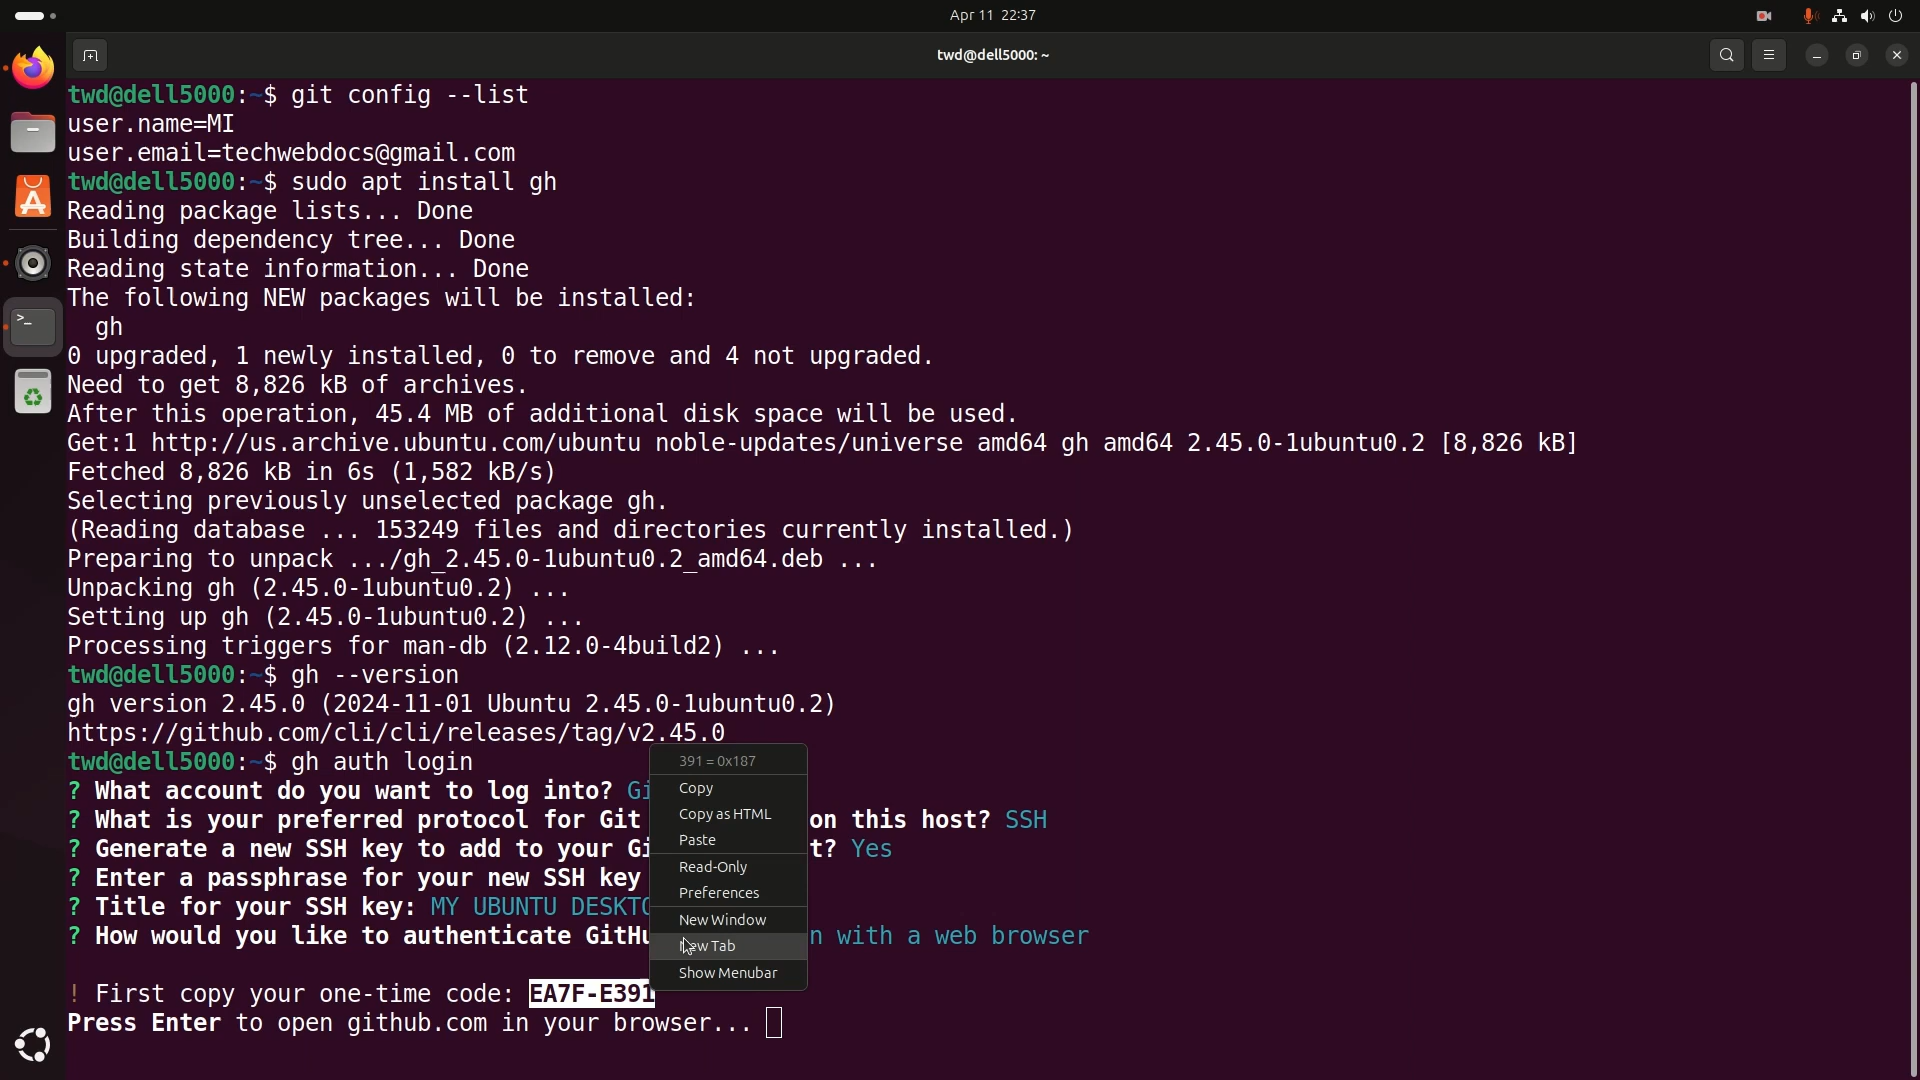 Apr 11 22:37
twd@dell5000: ~
twd@dell5000:~$ git config --list
user.name=MI
user.email=techwebdocs@gmail.com
twd@dell5000:~$ sudo apt install gh
Reading package lists... Done
Building dependency tree... Done
Reading state information... Done
The following NEW packages will be installed:
  gh
0 upgraded, 1 newly installed, 0 to remove and 4 not upgraded.
Need to get 8,826 kB of archives.
After this operation, 45.4 MB of additional disk space will be used.
Get:1 http://us.archive.ubuntu.com/ubuntu noble-updates/universe amd64 gh amd64 2.45.0-1ubuntu0.2 [8,826 kB]
Fetched 8,826 kB in 6s (1,582 kB/s)
Selecting previously unselected package gh.
(Reading database ... 153249 files and directories currently installed.)
Preparing to unpack .../gh_2.45.0-1ubuntu0.2_amd64.deb ...
Unpacking gh (2.45.0-1ubuntu0.2) ...
Setting up gh (2.45.0-1ubuntu0.2) ...
Processing triggers for man-db (2.12.0-4build2) ...
twd@dell5000:~$ gh --version
gh version 2.45.0 (2024-11-01 Ubuntu 2.45.0-1ubuntu0.2)
https://github.com/cli/cli/releases/tag/v2.45.0
twd@dell5000:~$ gh auth login
? What account do you want to log into? Gi
? What is your preferred protocol for Git on this host? SSH
? Generate a new SSH key to add to your Gi t? Yes
? Enter a passphrase for your new SSH key
? Title for your SSH key: MY UBUNTU DESKTO
? How would you like to authenticate GitHu n with a web browser
! First copy your one-time code: EA7F-E391
Press Enter to open github.com in your browser...
391 = 0x187
Copy
Copy as HTML
Paste
Read-Only
Preferences
New Window
New Tab
Show Menubar